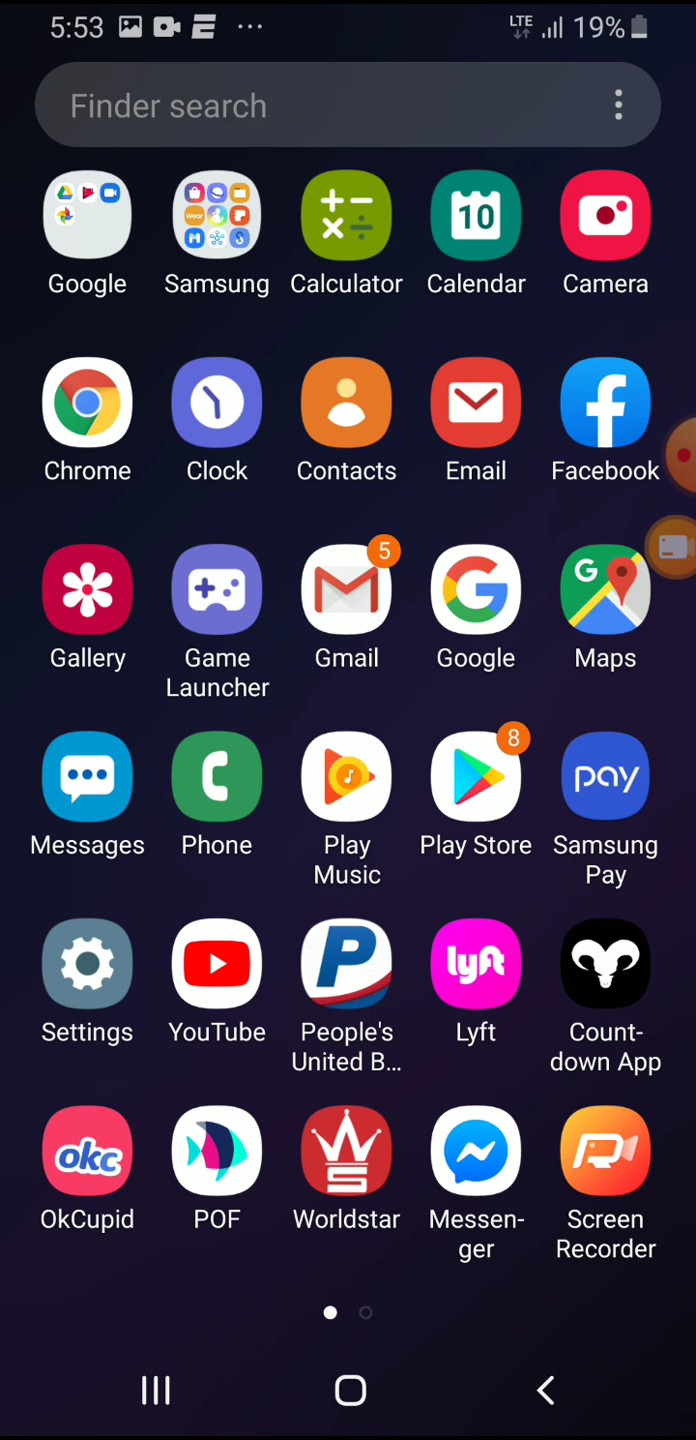 5:53 LTE 19%
Finder search
10
Google Samsung Calculator Calendar Camera
Chrome Clock Contacts Email Facebook
5
Gallery Game Gmail Google Maps
Launcher
8
pay
Messages Phone Play Play Store Samsung
Music Pay
lyft
Settings YouTube People's Lyft Count-
United B... down App
okc
OkCupid POF Worldstar Messen- Screen
ger Recorder